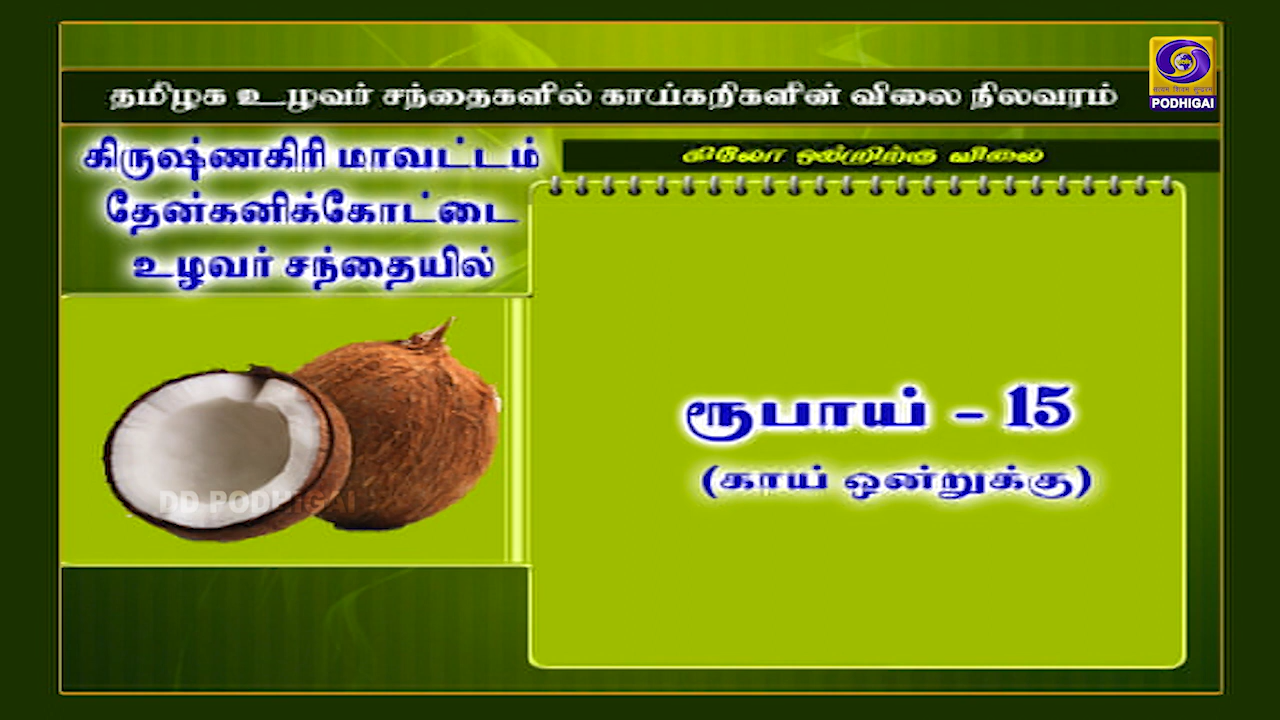 தமிழக உழவர் சந்தைகளில் காய்கறிகளின் விலை நிலவரம்
PODHIGAI
கிருஷ்ணகிரி மாவட்டம்
தேன்கனிக்கோட்டை
உழவர் சந்தையில்
கிலோ ஒன்றிற்கு விலை
ரூபாய் - 15
(காய் ஒன்றுக்கு)
DD PODHIGAI